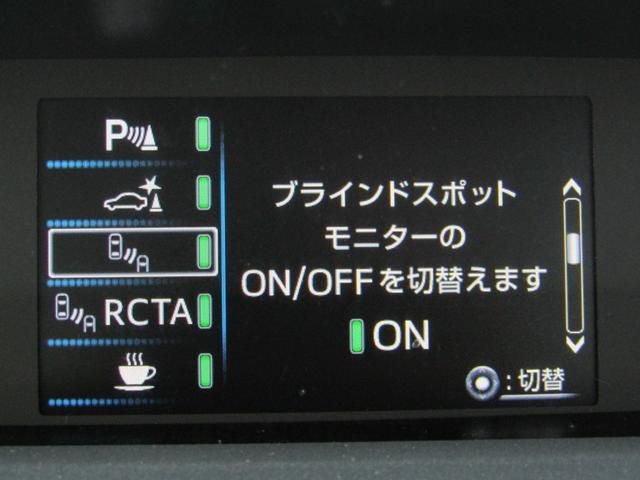 P
RCTA
ブラインドスポット
モニターの
ON/OFFを切替えます
ON
:切替